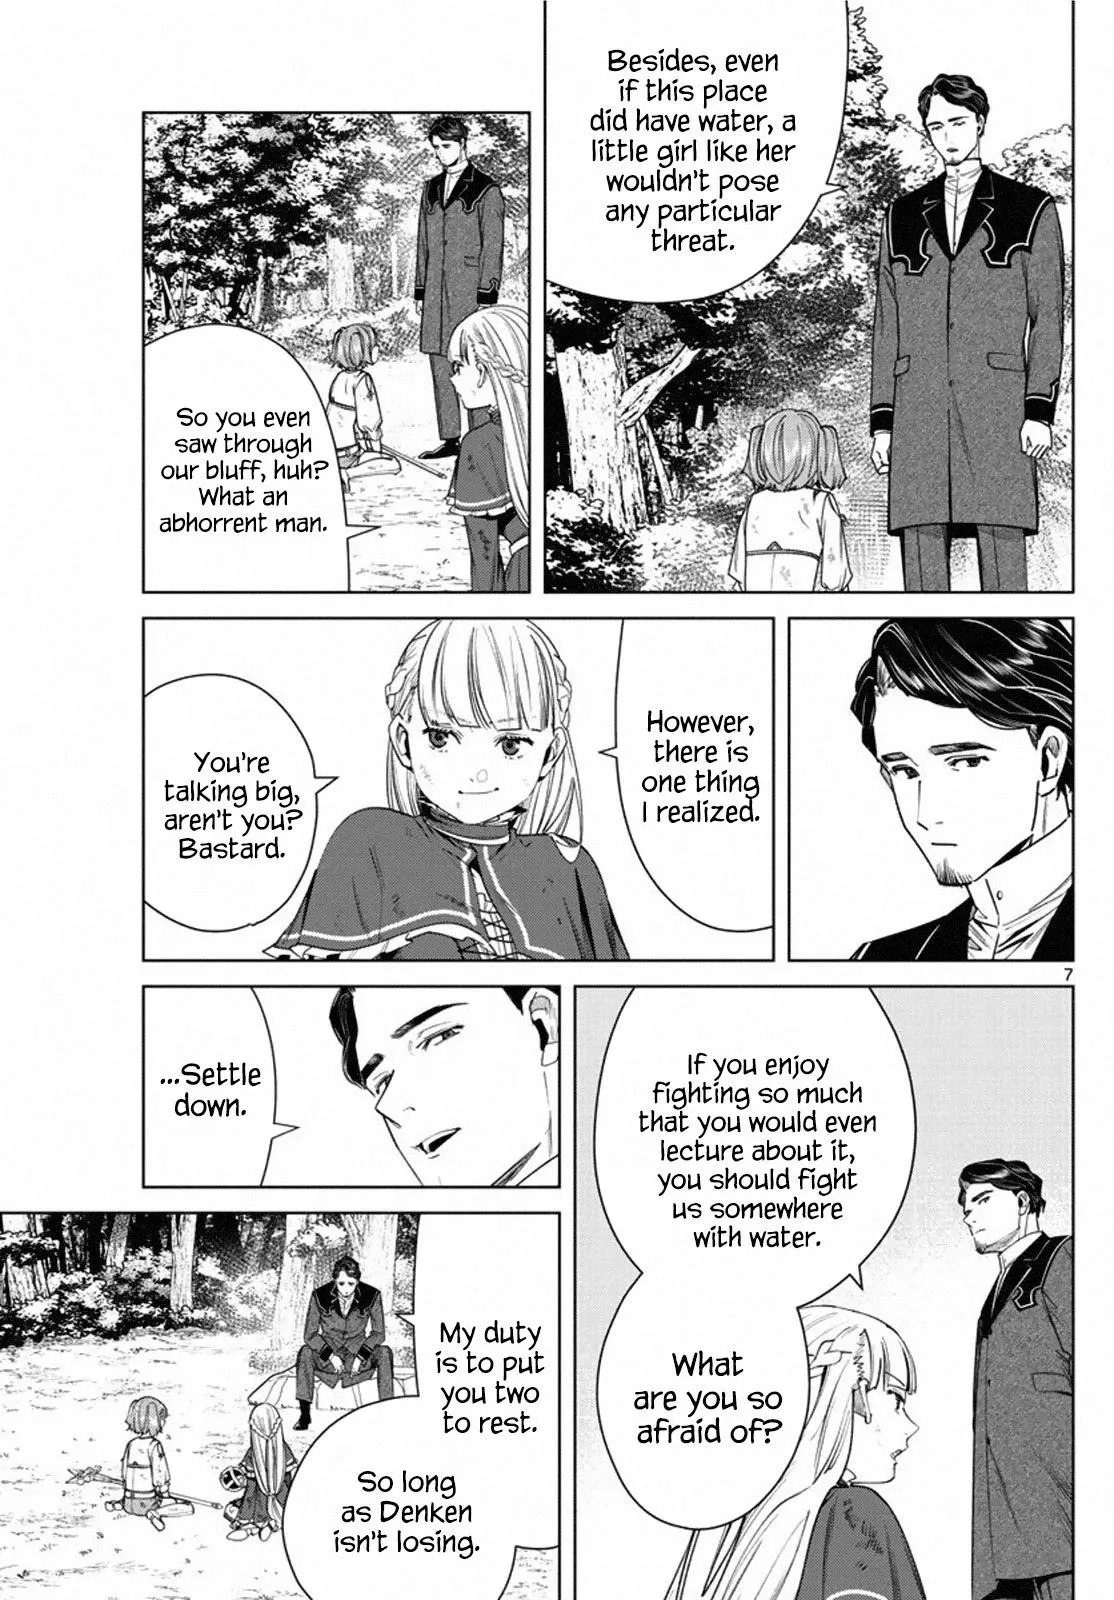 Besides, even
if this place
did have water, a
little girl like her
wouldn't pose
any particular
threat.
So you even
saw through
our bluff, huh?
What an
abhorrent man.
However,
there is
one thing
I realized.
You're
talking big,
aren't you?
Bastard.
7
If you enjoy
fighting so much
that you would even
lecture about it,
you should fight
us somewhere
with water.
What
are you so
afraid of?
...Settle
down.
My duty
is to put
you two
to rest.
So long
as Denken
isn't losing.